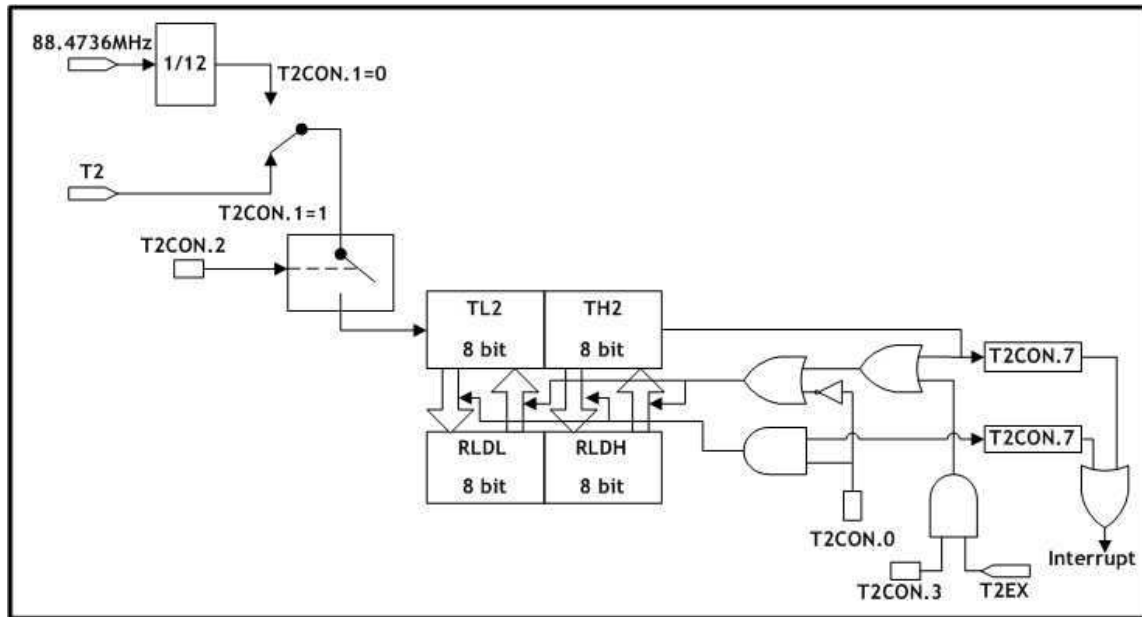 88.4736MHz
1/12
T2CON.1=0
T2
T2CON.1=1
T2CON.2
TL2
TH2
8 bit
8 bit
T2CON.7
RLDL
RLDH
T2CON.7
8 bit
8 bit
T2CON.0
Interrupt
T2CON.3
T2EX